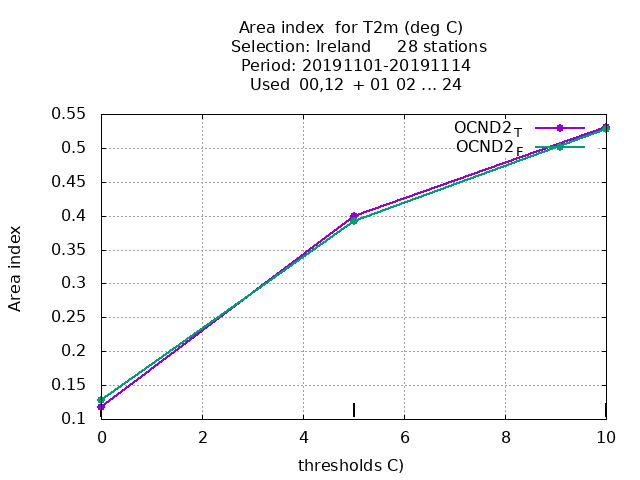 Area index  for T2m (deg C)
Selection: Ireland     28 stations
Period: 20191101-20191114
Used  00,12  + 01 02 ... 24
0.55
0.5
0.45
0.4
0.35
0.3
0.25
0.2
0.15
0.1
Area index
OCND2T
OCND2F
0 2 4 6 8 10
thresholds C)